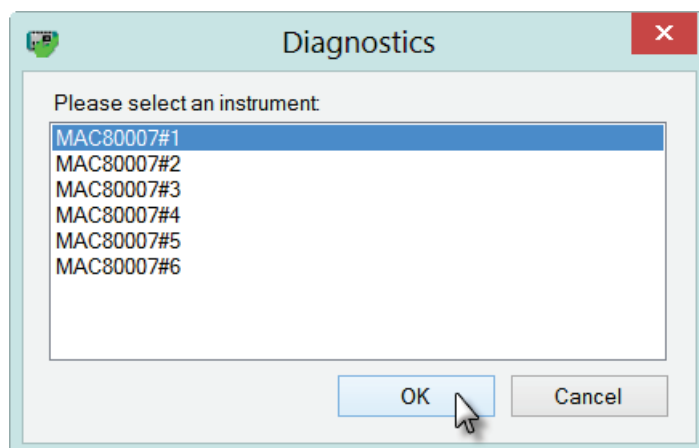 Diagnostics
Please select an instrument:
MAC80007#1
MAC80007#2
MAC80007#3
MAC80007#4
MAC80007#5
MAC80007#6
OK
Cancel